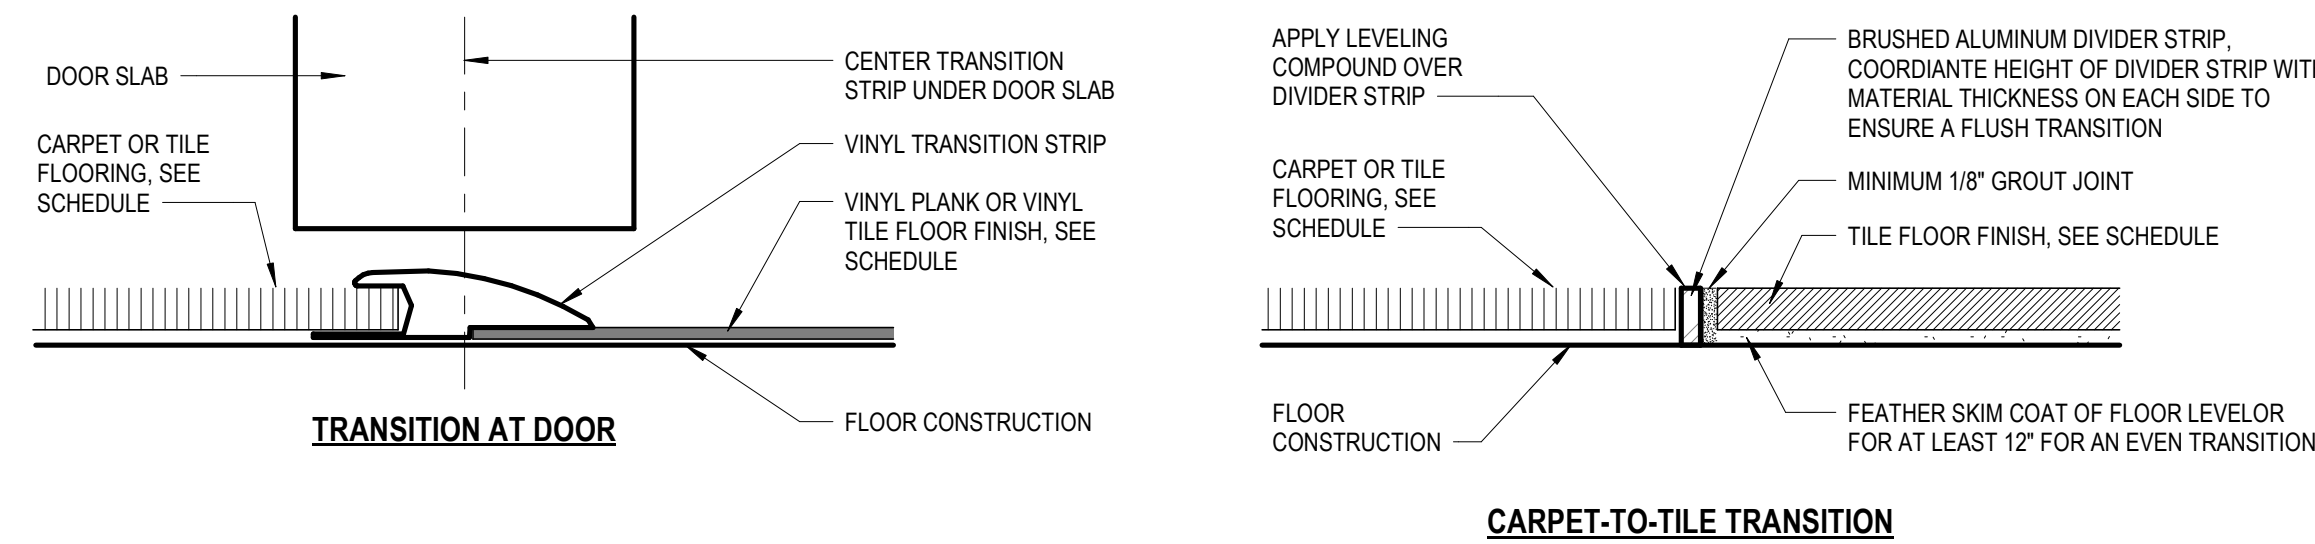 DOOR SLAB
CARPET OR TILE
FLOORING, SEE
SCHEDULE
CENTER TRANSITION
STRIP UNDER DOOR SLAB
VINYL TRANSITION STRIP
VINYL PLANK OR VINYL
TILE FLOOR FINISH, SEE
SCHEDULE
FLOOR CONSTRUCTION
TRANSITION AT DOOR
APPLY LEVELING
COMPOUND OVER
DIVIDER STRIP
CARPET OR TILE
FLOORING, SEE
SCHEDULE
FLOOR
CONSTRUCTION
BRUSHED ALUMINUM DIVIDER STRIP,
COORDIANTE HEIGHT OF DIVIDER STRIP WITH
MATERIAL THICKNESS ON EACH SIDE TO
ENSURE A FLUSH TRANSITION
MINIMUM 1/8" GROUT JOINT
TILE FLOOR FINISH, SEE SCHEDULE
FEATHER SKIM COAT OF FLOOR LEVELOR
FOR AT LEAST 12" FOR AN EVEN TRANSITION
CARPET-TO-TILE TRANSITION